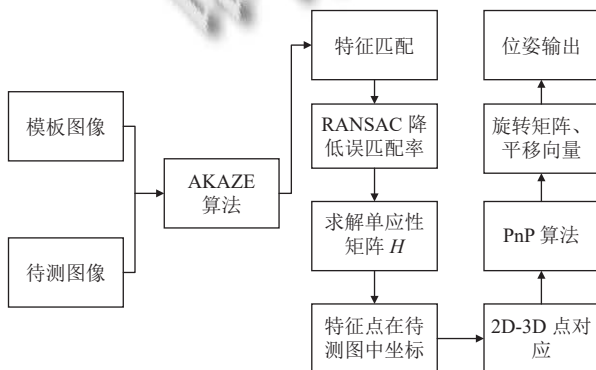 模板图像
待测图像
AKAZE
算法
特征匹配
RANSAC 降
低误匹配率
求解单应性
矩阵 H
特征点在待
测图中坐标
2D-3D 点对
应
PnP 算法
旋转矩阵、
平移向量
位姿输出